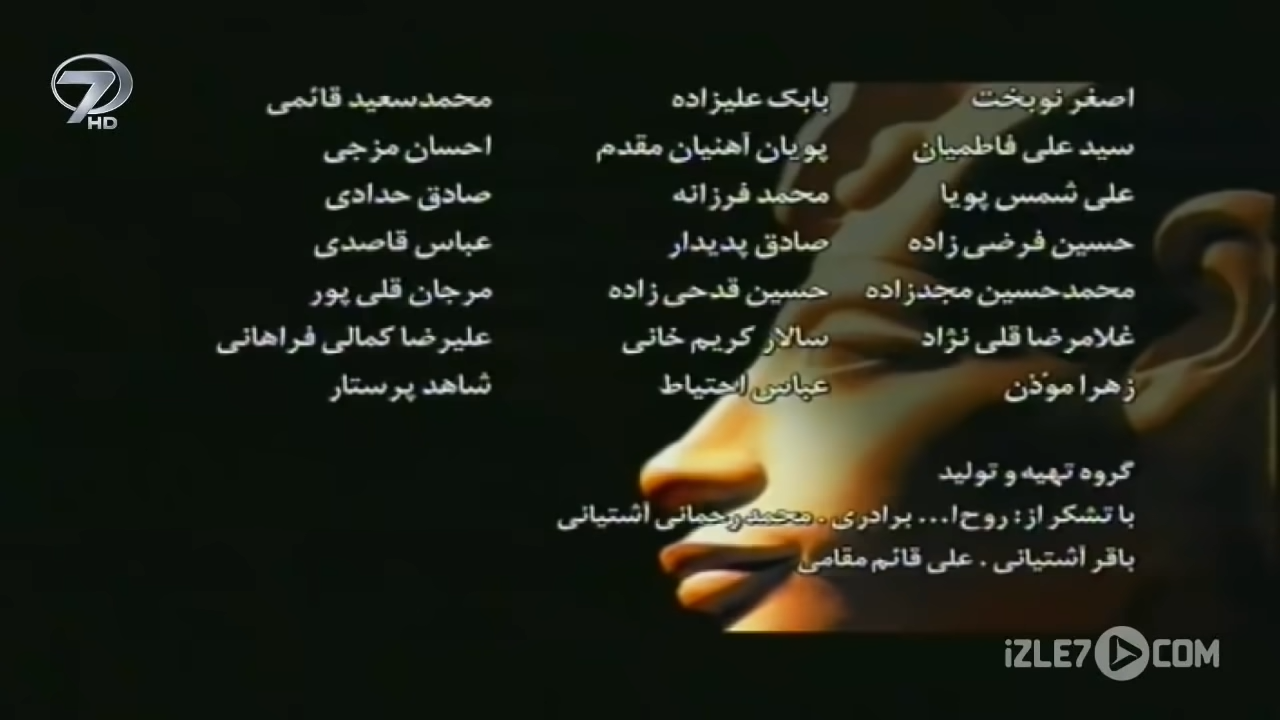 7 HD
اصغر نوبخت بابک علیزاده محمدسعید قائمی
سید علی فاطمیان پویان آهنیان مقدم احسان مزجی
علی شمس پویا محمد فرزانه صادق حدادی
حسین فرضی زاده صادق پدیدار عباس قاصدی
محمدحسین مجدزاده حسین قدحی زاده مرجان قلی پور
غلامرضا قلی نژاد سالار کریم خانی علیرضا کمالی فراهانی
زهرا مؤذن عباس احتیاط شاهد پرستار
گروه تهیه و تولید
با تشکر از: روح‌ا... برادری . محمد رحمانی آشتیانی
باقر آشتیانی . علی قائم مقامی
iZLE7 COM